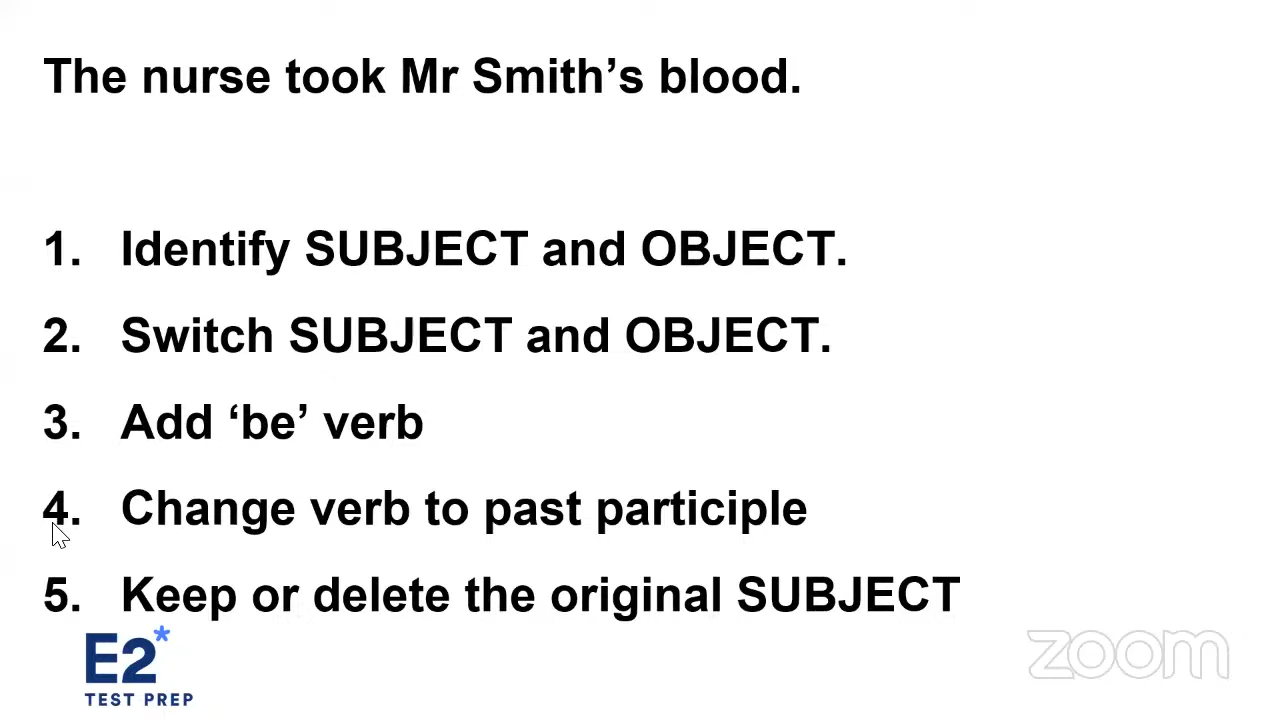 The nurse took Mr Smith’s blood.
1. Identify SUBJECT and OBJECT.
2. Switch SUBJECT and OBJECT.
3. Add ‘be’ verb
4. Change verb to past participle
5. Keep or delete the original SUBJECT
E2*
TEST PREP
zoom